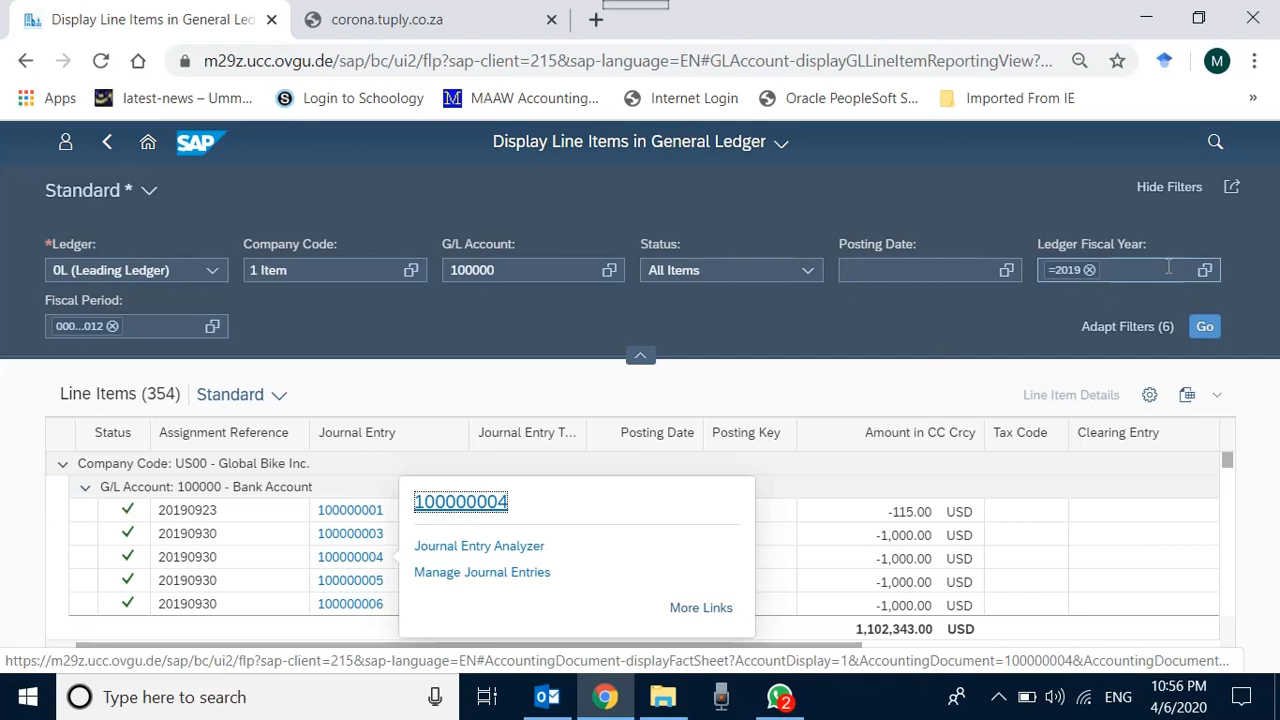 Display Line Items in General Led
corona.tuply.co.za
m29z.ucc.ovgu.de/sap/bc/ui2/flp?sap-client=215&sap-language=EN#GLAccount-displayGLLineItemReportingView?...
Apps
latest-news – Umm...
Login to Schoology
MAAW Accounting...
Internet Login
Oracle PeopleSoft S...
Imported From IE
SAP
Display Line Items in General Ledger
Standard *
Hide Filters
*Ledger:
Company Code:
G/L Account:
Status:
Posting Date:
Ledger Fiscal Year:
0L (Leading Ledger)
1 Item
100000
All Items
=2019
Fiscal Period:
000...012
Adapt Filters (6)
Go
Line Items (354)
Standard
Line Item Details
Status
Assignment Reference
Journal Entry
Journal Entry T...
Posting Date
Posting Key
Amount in CC Crcy
Tax Code
Clearing Entry
Company Code: US00 - Global Bike Inc.
G/L Account: 100000 - Bank Account
20190923 100000001 -115.00 USD
20190930 100000003 -1,000.00 USD
20190930 100000004 -1,000.00 USD
20190930 100000005 -1,000.00 USD
20190930 100000006 -1,000.00 USD
1,102,343.00 USD
100000004
Journal Entry Analyzer
Manage Journal Entries
More Links
https://m29z.ucc.ovgu.de/sap/bc/ui2/flp?sap-client=215&sap-language=EN#AccountingDocument-displayFactSheet?AccountDisplay=1&AccountingDocument=100000004&AccountingDocument...
Type here to search
2
ENG
10:56 PM
4/6/2020
M